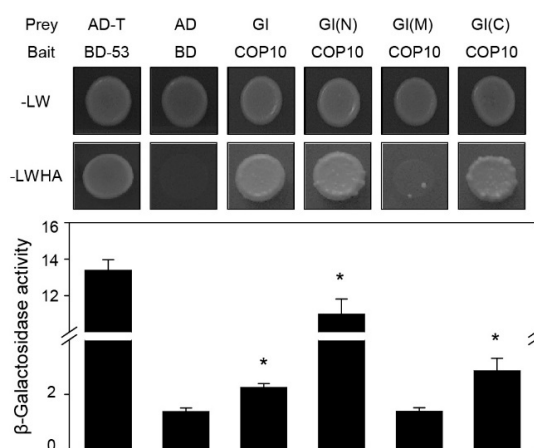 Prey AD-T AD GI GI(N) GI(M) GI(C)
Bait BD-53 BD COP10 COP10 COP10 COP10
-LW
-LWHA
β-Galactosidase activity
16
14
12
2
0
*
*
*